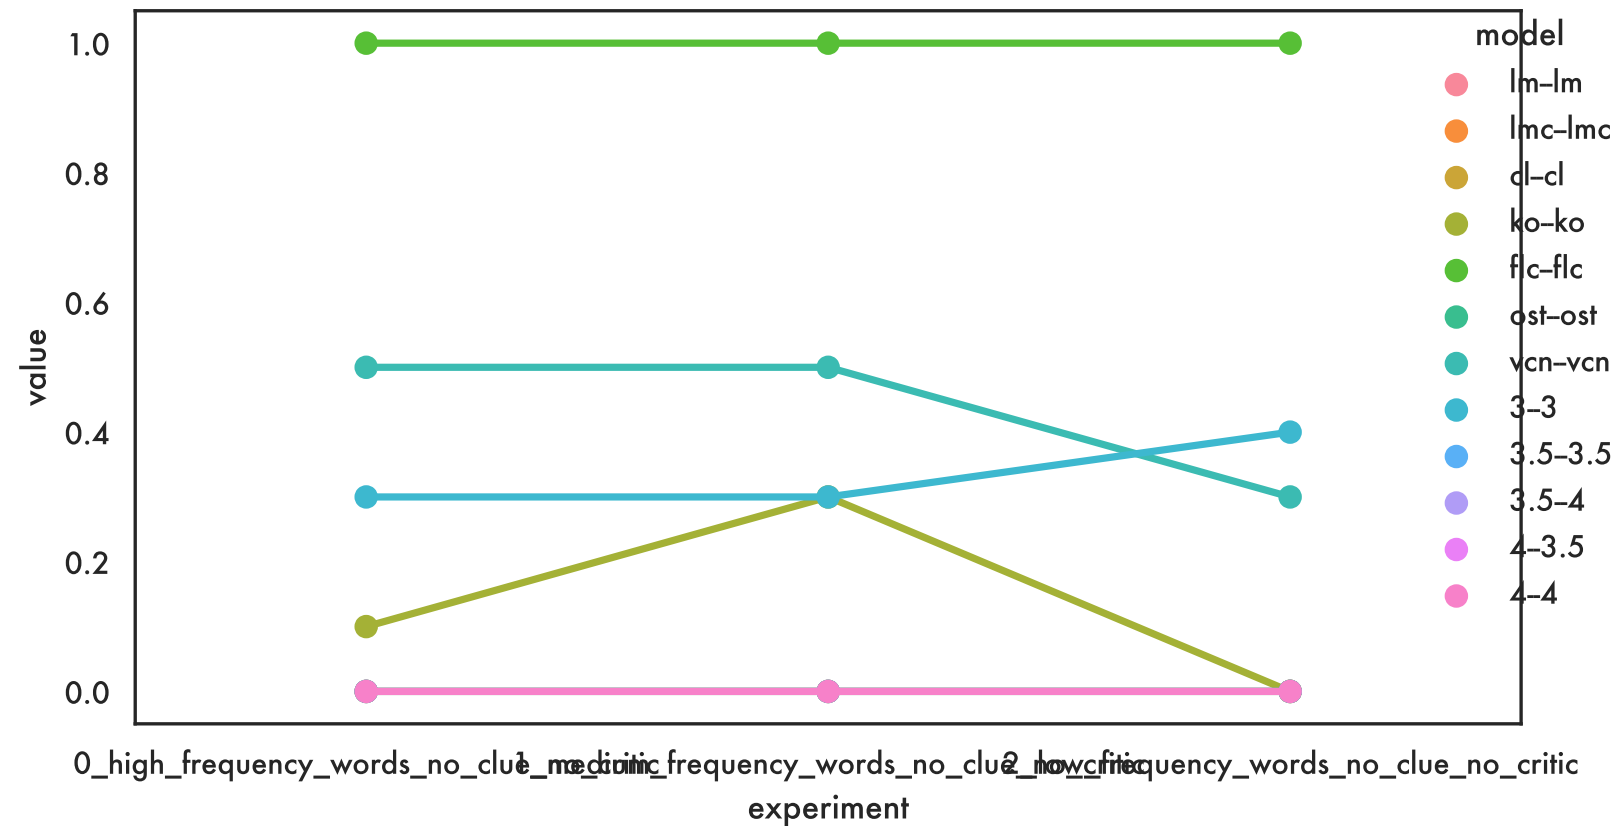 model
1.0
lm–lm
lmc–lmc
0.8
cl–cl
ko–ko
flc–flc
0.6
ost–ost
vcn–vcn
value
3–3
0.4
3.5–3.5
3.5–4
0.2
4–3.5
4–4
0.0
0_high_frequency_words_no_clue_no_critic
1_medium_frequency_words_no_clue_no_critic
2_low_frequency_words_no_clue_no_critic
experiment